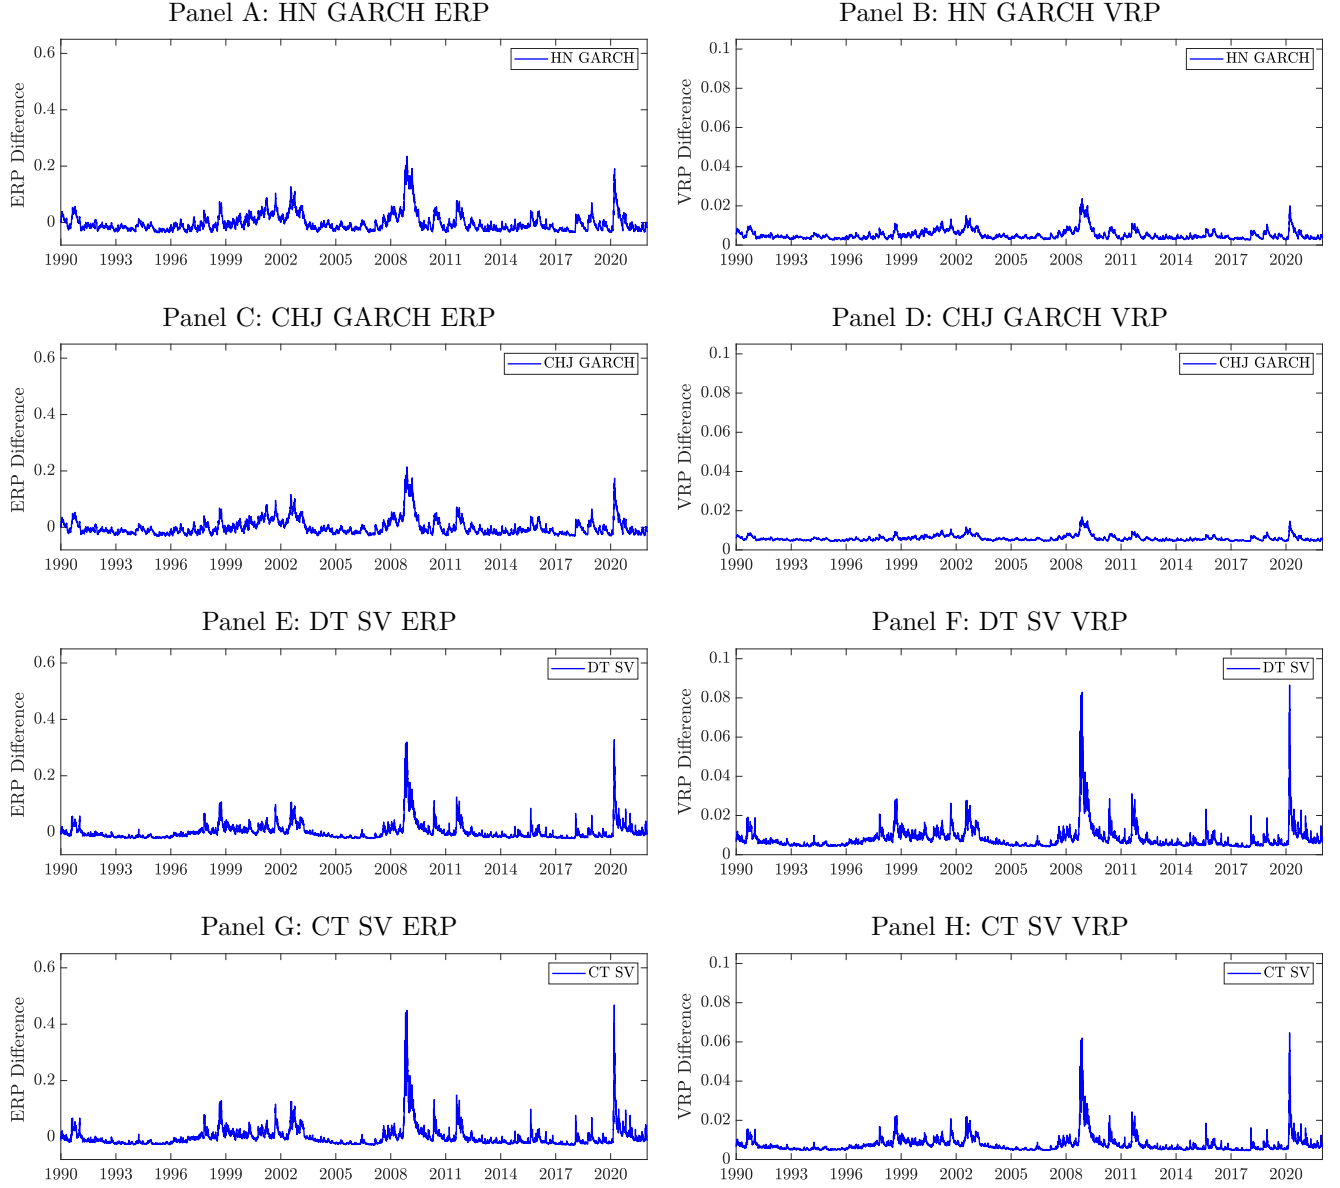 Panel A: HN GARCH ERP
ERP Difference
0.6
0.4
0.2
0
HN GARCH
1990 1993 1996 1999 2002 2005 2008 2011 2014 2017 2020
Panel B: HN GARCH VRP
VRP Difference
0.1
0.08
0.06
0.04
0.02
0
HN GARCH
1990 1993 1996 1999 2002 2005 2008 2011 2014 2017 2020
Panel C: CHJ GARCH ERP
ERP Difference
0.6
0.4
0.2
0
CHJ GARCH
1990 1993 1996 1999 2002 2005 2008 2011 2014 2017 2020
Panel D: CHJ GARCH VRP
VRP Difference
0.1
0.08
0.06
0.04
0.02
0
CHJ GARCH
1990 1993 1996 1999 2002 2005 2008 2011 2014 2017 2020
Panel E: DT SV ERP
ERP Difference
0.6
0.4
0.2
0
DT SV
1990 1993 1996 1999 2002 2005 2008 2011 2014 2017 2020
Panel F: DT SV VRP
VRP Difference
0.1
0.08
0.06
0.04
0.02
0
DT SV
1990 1993 1996 1999 2002 2005 2008 2011 2014 2017 2020
Panel G: CT SV ERP
ERP Difference
0.6
0.4
0.2
0
CT SV
1990 1993 1996 1999 2002 2005 2008 2011 2014 2017 2020
Panel H: CT SV VRP
VRP Difference
0.1
0.08
0.06
0.04
0.02
0
CT SV
1990 1993 1996 1999 2002 2005 2008 2011 2014 2017 2020